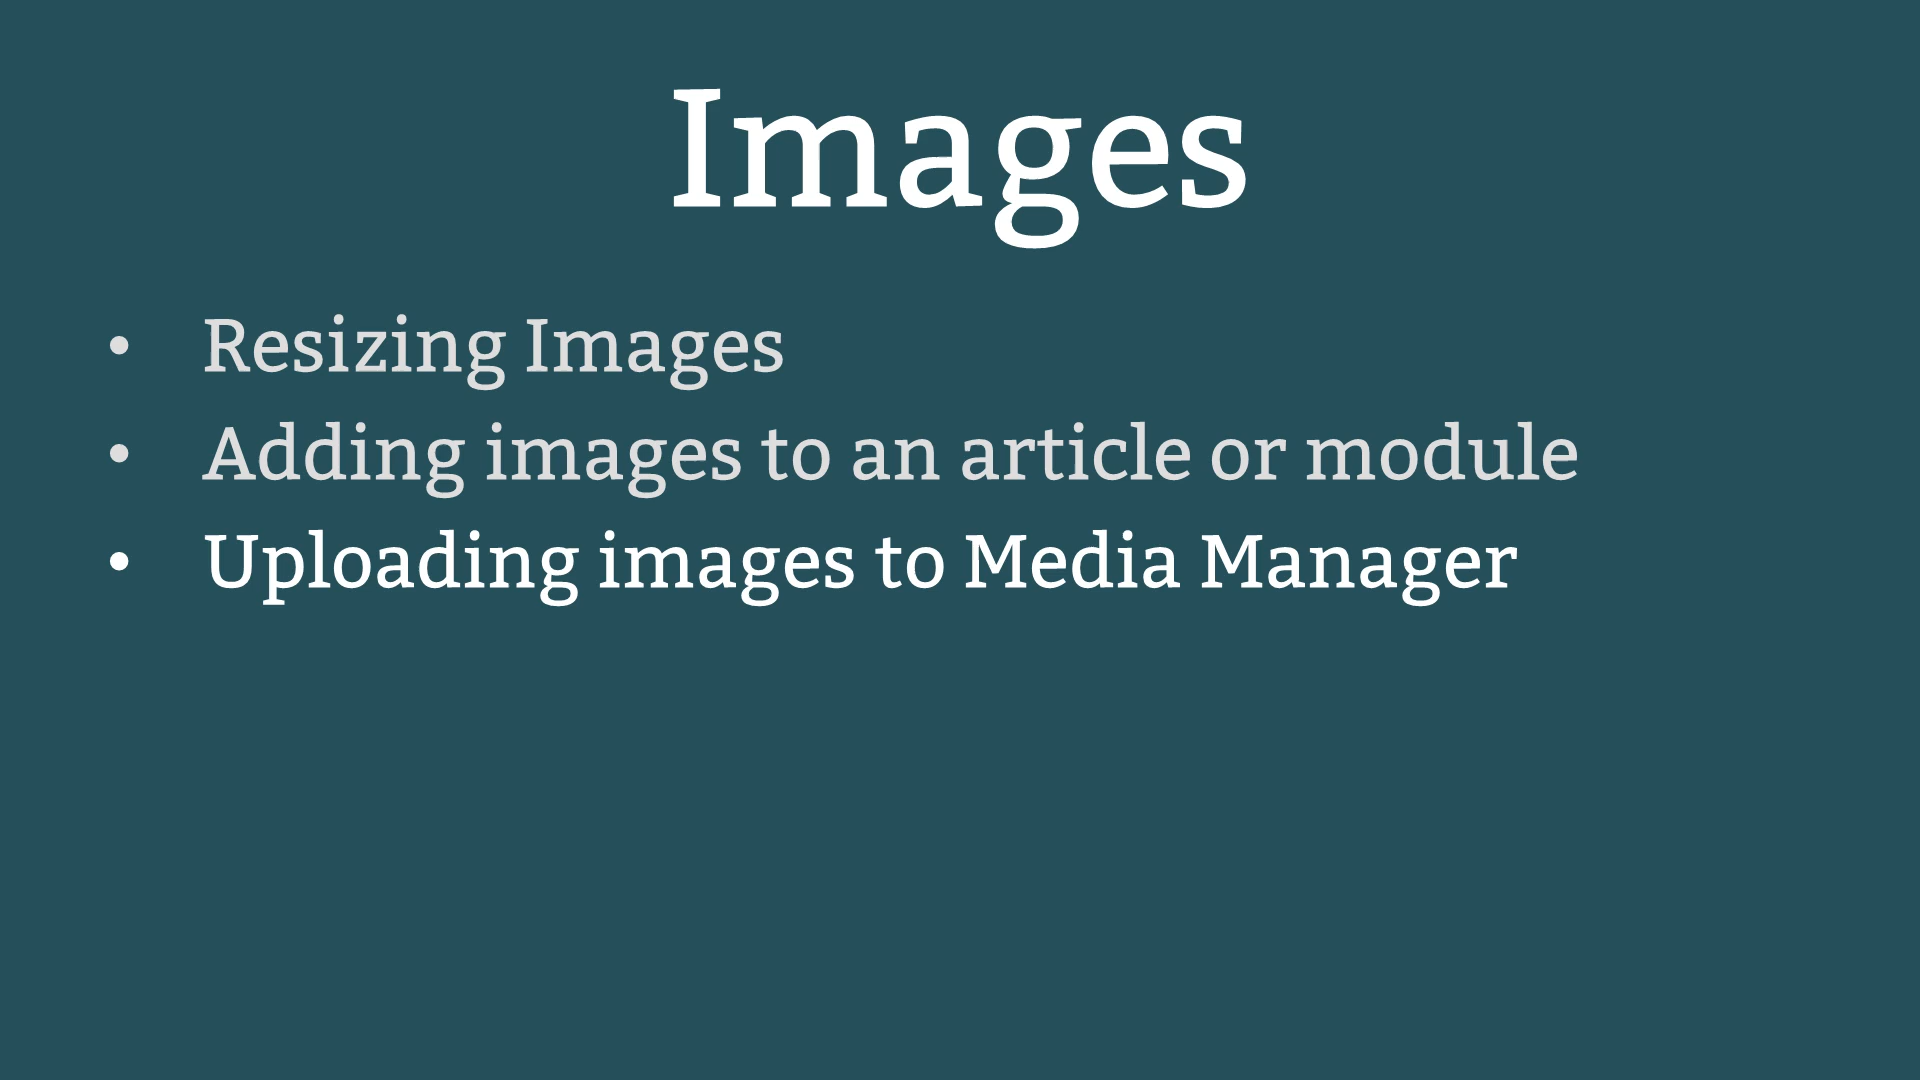 Images
• Resizing Images
• Adding images to an article or module
• Uploading images to Media Manager